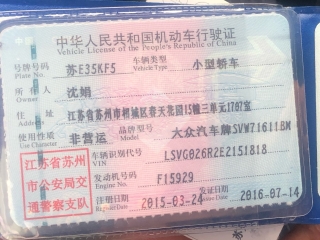 中华人民共和国机动车行驶证
Vehicle License of the People's Republic of China
号牌号码 苏E35KF5 车辆类型 小型轿车
Plate No. Vehicle Type
所有人 沈娟
Owner
住址 江苏省苏州市相城区春天花园15幢三单元1707室
Address
使用性质 非营运 品牌型号 大众汽车牌SVW71611BM
Use Character Model
江苏省苏州市公安局交通警察支队
车辆识别代号 LSVG026R2E2151818
VIN
发动机号码 F15929
Engine No.
注册日期 2015-03-24 发证日期 2016-07-14
Register Date Issue Date